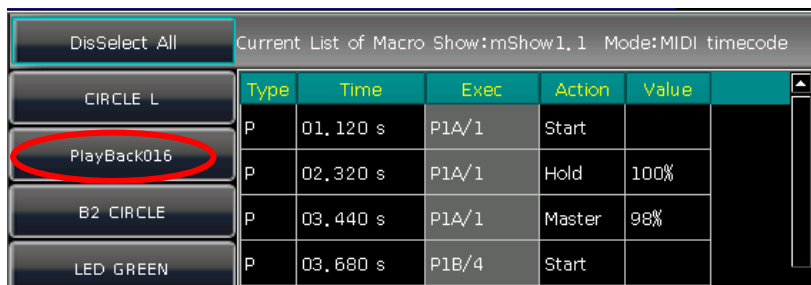 DisSelect All
Current List of Macro Show:mShow1.1 Mode:MIDI timecode
CIRCLE L
PlayBack016
B2 CIRCLE
LED GREEN
Type Time Exec Action Value
P 01.120 s P1A/1 Start
P 02.320 s P1A/1 Hold 100%
P 03.440 s P1A/1 Master 98%
P 03.680 s P1B/4 Start